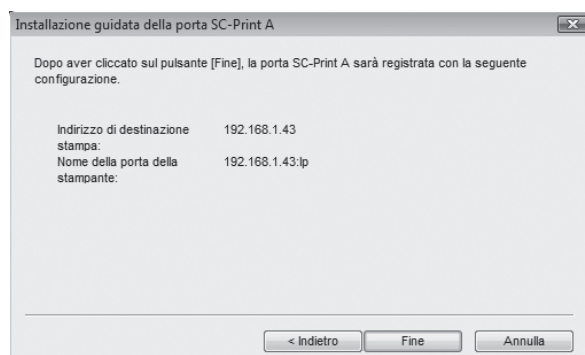 Installazione guidata della porta SC-Print A
Dopo aver cliccato sul pulsante [Fine], la porta SC-Print A sarà registrata con la seguente
configurazione.
Indirizzo di destinazione 192.168.1.43
stampa:
Nome della porta della 192.168.1.43:lp
stampante:
< Indietro Fine Annulla